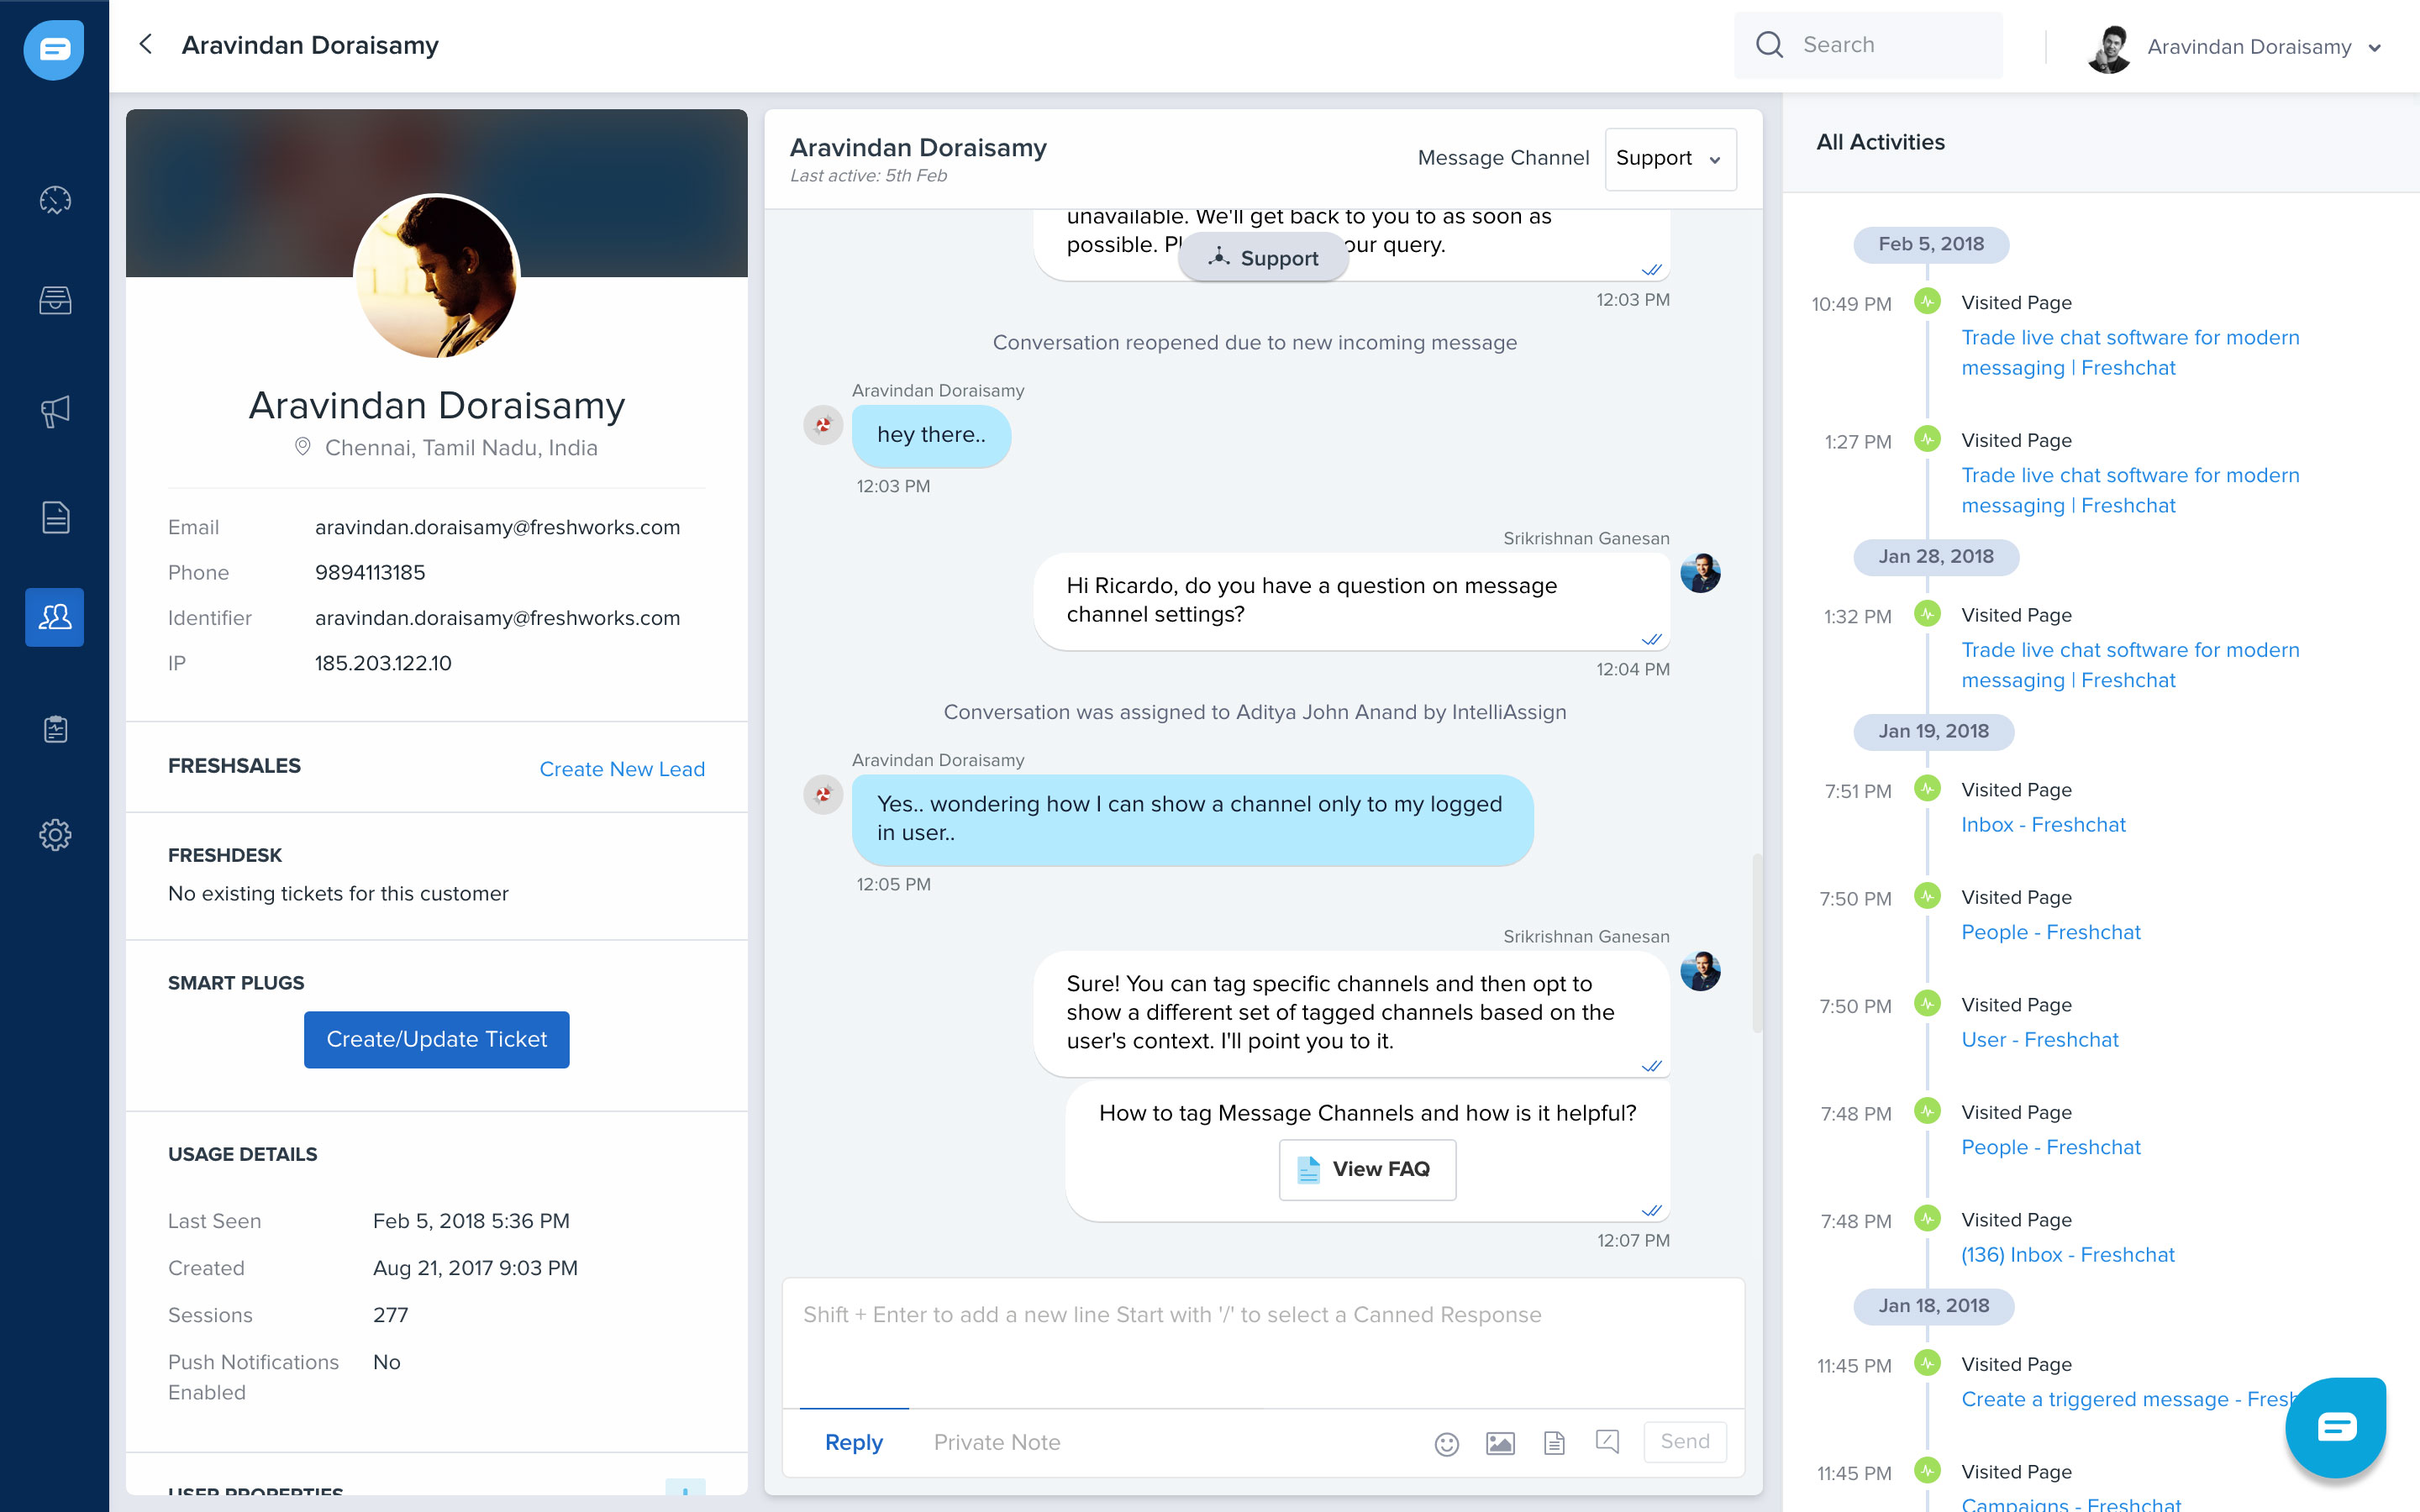 Aravindan Doraisamy
Search
Aravindan Doraisamy
Aravindan Doraisamy
Chennai, Tamil Nadu, India
Email aravindan.doraisamy@freshworks.com
Phone 9894113185
Identifier aravindan.doraisamy@freshworks.com
IP 185.203.122.10
FRESHSALES Create New Lead
FRESHDESK
No existing tickets for this customer
SMART PLUGS
Create/Update Ticket
USAGE DETAILS
Last Seen Feb 5, 2018 5:36 PM
Created Aug 21, 2017 9:03 PM
Sessions 277
Push Notifications No
Enabled
USER PROPERTIES
Aravindan Doraisamy
Last active: 5th Feb
Message Channel Support
unavailable. We'll get back to you to as soon as
possible. our query.
Support
12:03 PM
Conversation reopened due to new incoming message
Aravindan Doraisamy
hey there..
12:03 PM
Srikrishnan Ganesan
Hi Ricardo, do you have a question on message
channel settings?
12:04 PM
Conversation was assigned to Aditya John Anand by IntelliAssign
Aravindan Doraisamy
Yes.. wondering how I can show a channel only to my logged
in user..
12:05 PM
Srikrishnan Ganesan
Sure! You can tag specific channels and then opt to
show a different set of tagged channels based on the
user's context. I'll point you to it.
How to tag Message Channels and how is it helpful?
View FAQ
12:07 PM
Shift + Enter to add a new line Start with '/' to select a Canned Response
Reply Private Note Send
All Activities
Feb 5, 2018
10:49 PM Visited Page
Trade live chat software for modern
messaging | Freshchat
1:27 PM Visited Page
Trade live chat software for modern
messaging | Freshchat
Jan 28, 2018
1:32 PM Visited Page
Trade live chat software for modern
messaging | Freshchat
Jan 19, 2018
7:51 PM Visited Page
Inbox - Freshchat
7:50 PM Visited Page
People - Freshchat
7:50 PM Visited Page
User - Freshchat
7:48 PM Visited Page
People - Freshchat
7:48 PM Visited Page
(136) Inbox - Freshchat
Jan 18, 2018
11:45 PM Visited Page
Create a triggered message - Fresh
11:45 PM Visited Page
Campaigns - Freshchat